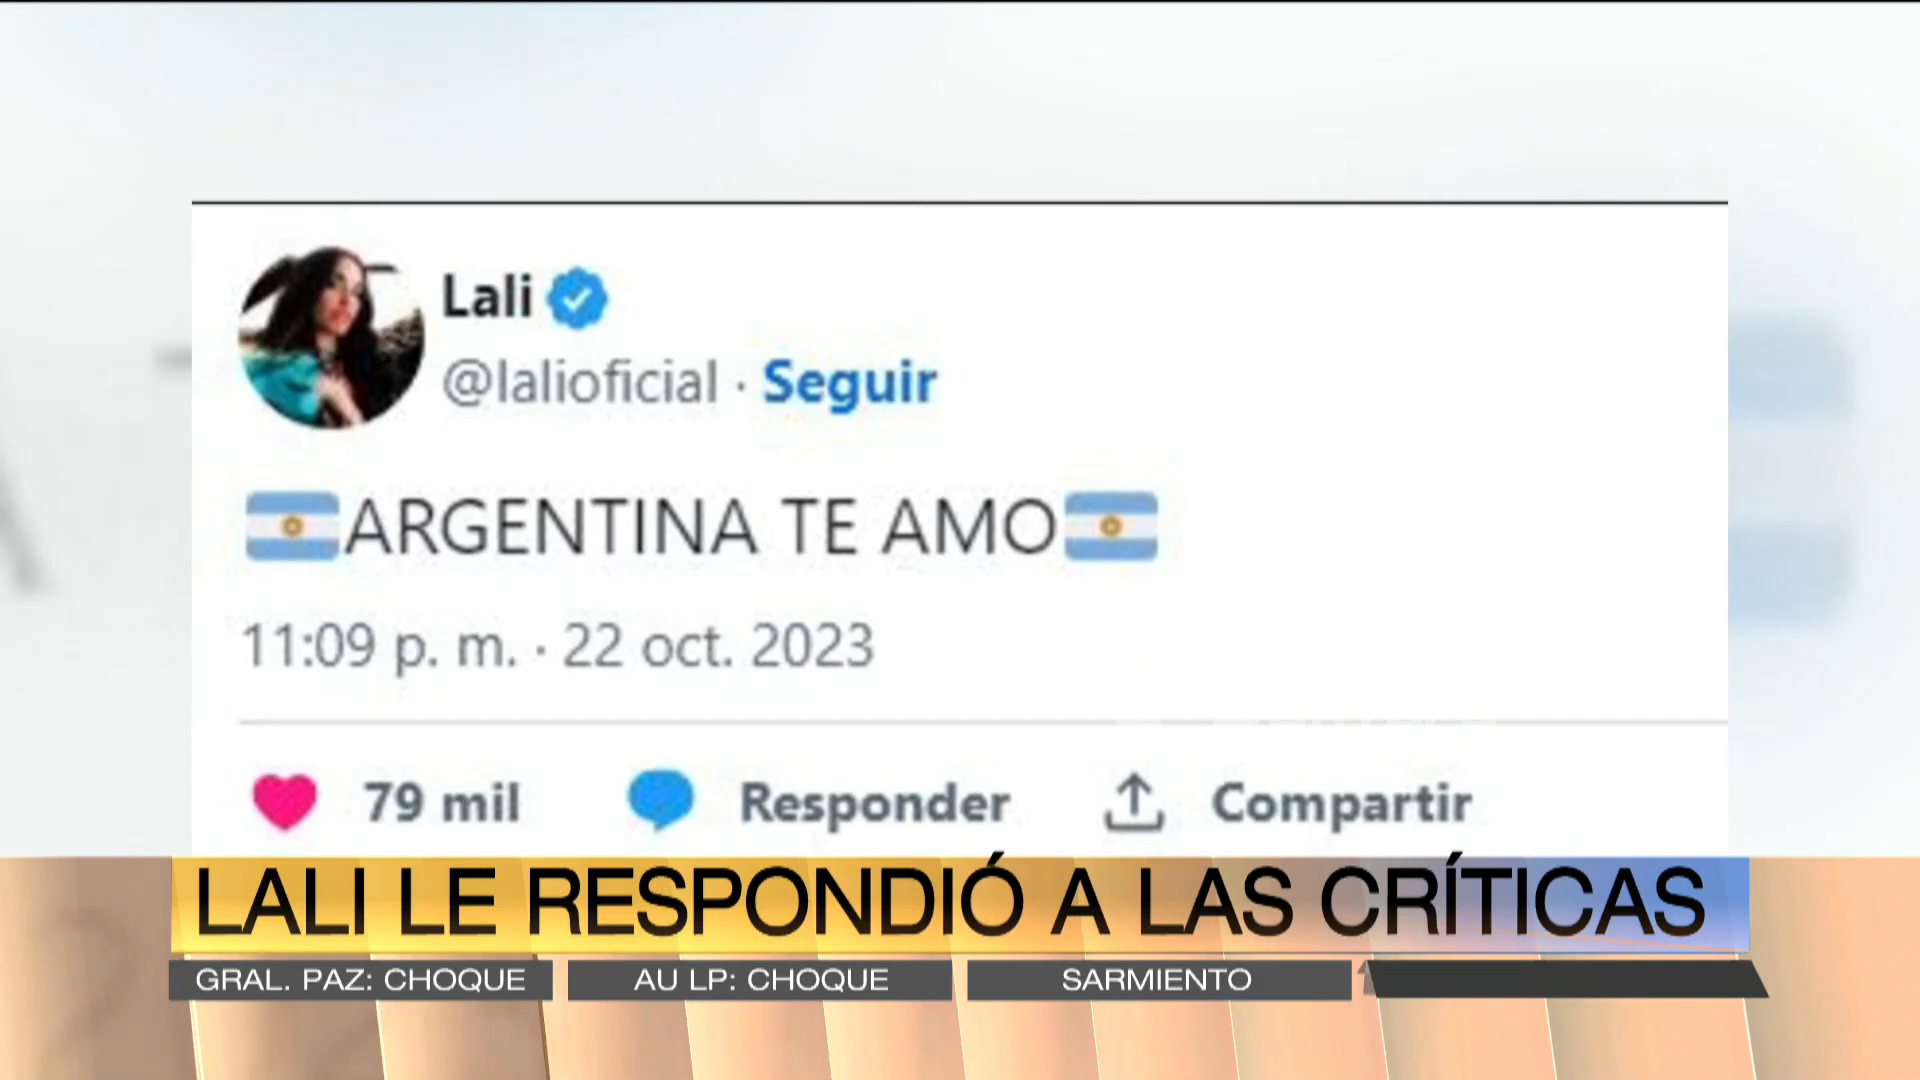 Lali
@lalioficial · Seguir
🇦🇷ARGENTINA TE AMO🇦🇷
11:09 p. m. · 22 oct. 2023
79 mil Responder Compartir
LALI LE RESPONDIÓ A LAS CRÍTICAS
GRAL. PAZ: CHOQUE AU LP: CHOQUE SARMIENTO